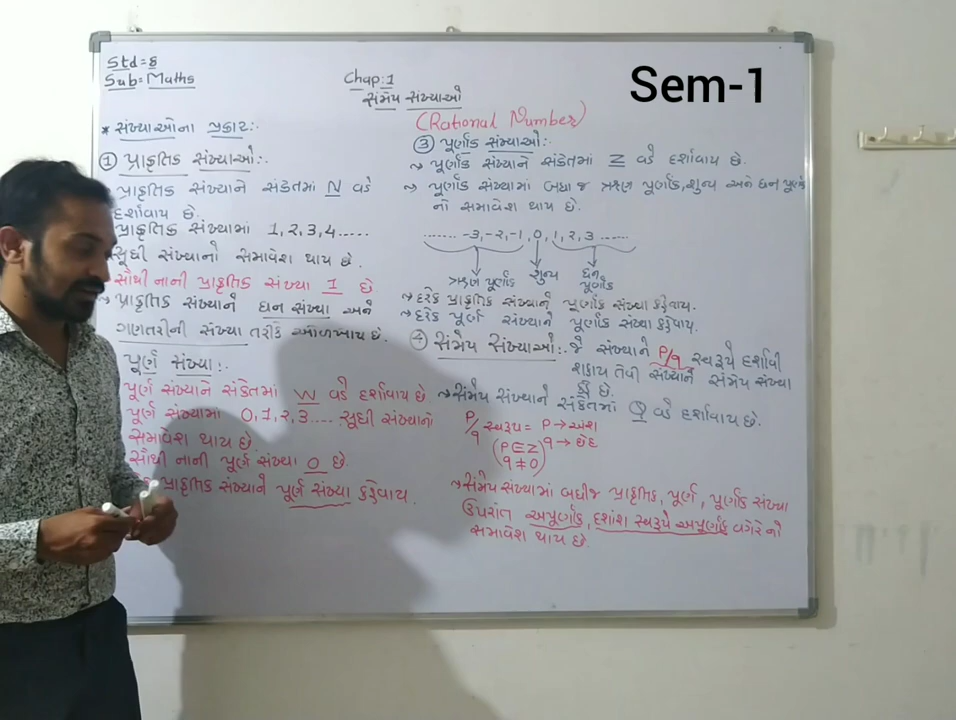 Std = 8
Sub = Maths
Sem-1
Chap:1
સંમેય સંખ્યાઓ
(Rational Number)
* સંખ્યાઓના પ્રકાર:-
① પ્રાકૃતિક સંખ્યાઓ:-
પ્રાકૃતિક સંખ્યાને સંકેતમાં N વડે
દર્શાવાય છે.
પ્રાકૃતિક સંખ્યામાં 1, 2, 3, 4.....
સુધી સંખ્યાનો સમાવેશ થાય છે.
સૌથી નાની પ્રાકૃતિક સંખ્યા 1 છે
પ્રાકૃતિક સંખ્યાને ધન સંખ્યા અને
ગણતરીની સંખ્યા તરીકે ઓળખાય છે.
પૂર્ણ સંખ્યા:-
પૂર્ણ સંખ્યાને સંકેતમાં W વડે દર્શાવાય છે.
પૂર્ણ સંખ્યામાં 0, 1, 2, 3.... સુધી સંખ્યાનો
સમાવેશ થાય છે.
સૌથી નાની પૂર્ણ સંખ્યા 0 છે.
પ્રાકૃતિક સંખ્યાને પૂર્ણ સંખ્યા કહેવાય.
③ પૂર્ણાંક સંખ્યાઓ:-
→ પૂર્ણાંક સંખ્યાને સંકેતમાં Z વડે દર્શાવાય છે.
→ પૂર્ણાંક સંખ્યામાં બધા જ ઋણ પૂર્ણાંક, શૂન્ય અને ધન પૂર્ણાંક
નો સમાવેશ થાય છે.
....... -3, -2, -1, 0, 1, 2, 3 .......
ઋણ પૂર્ણાંક શૂન્ય ધન પૂર્ણાંક
→ દરેક પ્રાકૃતિક સંખ્યાને પૂર્ણાંક સંખ્યા કહેવાય.
→ દરેક પૂર્ણ સંખ્યાને પૂર્ણાંક સંખ્યા કહેવાય.
④ સંમેય સંખ્યાઓ:- જે સંખ્યાને P/q સ્વરૂપે દર્શાવી
શકાય તેવી સંખ્યાને સંમેય સંખ્યા
કહે છે.
→ સંમેય સંખ્યાને સંકેતમાં Q વડે દર્શાવાય છે.
P/q સ્વરૂપ = P → અંશ
q → છેદ
(P∈Z
q≠0)
→ સંમેય સંખ્યામાં બધીજ પ્રાકૃતિક, પૂર્ણ, પૂર્ણાંક સંખ્યા
ઉપરાંત અપૂર્ણાંક, દશાંશ સ્વરૂપે અપૂર્ણાંક વગેરે નો
સમાવેશ થાય છે.